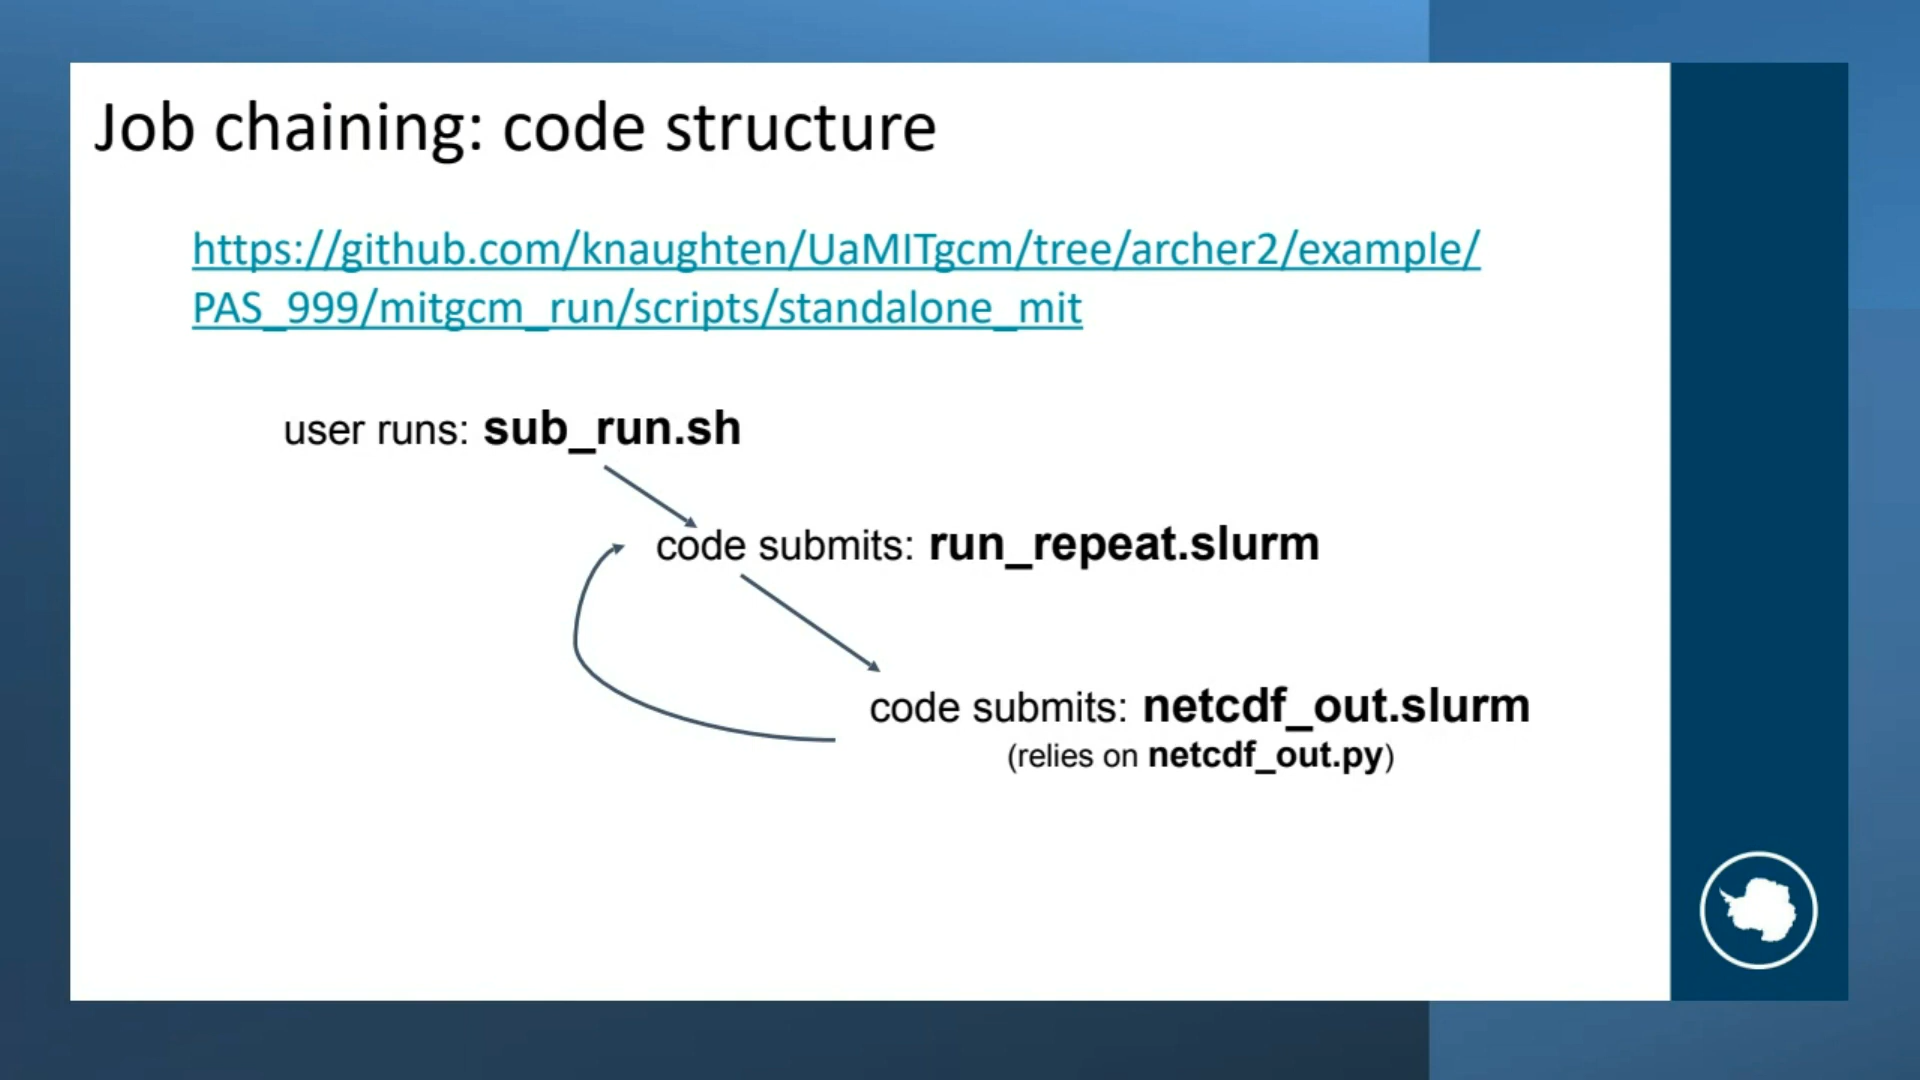 Job chaining: code structure
https://github.com/knaughten/UaMITgcm/tree/archer2/example/
PAS_999/mitgcm_run/scripts/standalone_mit
user runs: sub_run.sh
code submits: run_repeat.slurm
code submits: netcdf_out.slurm
(relies on netcdf_out.py)